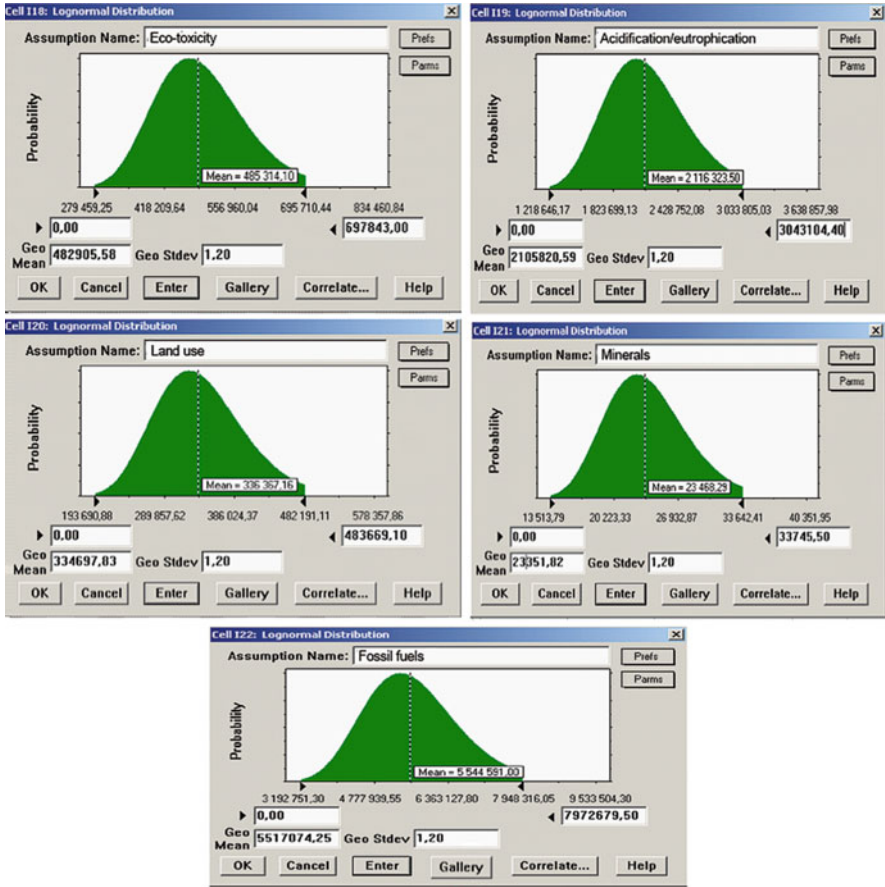 Cell I18: Lognormal Distribution
Assumption Name: Eco-toxicity
Prefs
Parms
Probability
Mean = 485 314,10
279 459,25 418 209,64 556 960,04 695 710,44 834 460,84
0,00 697843,00
Geo Mean 482905,58 Geo Stdev 1,20
OK Cancel Enter Gallery Correlate... Help
Cell I19: Lognormal Distribution
Assumption Name: Acidification/eutrophication
Prefs
Parms
Probability
Mean = 2 116 323,50
1 218 646,17 1 823 699,13 2 428 752,08 3 033 805,03 3 638 857,98
0,00 3043104,40
Geo Mean 2105820,59 Geo Stdev 1,20
OK Cancel Enter Gallery Correlate... Help
Cell I20: Lognormal Distribution
Assumption Name: Land use
Prefs
Parms
Probability
Mean = 336 367,16
193 690,88 289 857,62 386 024,37 482 191,11 578 357,86
0,00 483669,10
Geo Mean 334697,83 Geo Stdev 1,20
OK Cancel Enter Gallery Correlate... Help
Cell I21: Lognormal Distribution
Assumption Name: Minerals
Prefs
Parms
Probability
Mean = 23 468,29
13 513,79 20 223,33 26 932,87 33 642,41 40 351,95
0,00 33745,50
Geo Mean 23351,82 Geo Stdev 1,20
OK Cancel Enter Gallery Correlate... Help
Cell I22: Lognormal Distribution
Assumption Name: Fossil fuels
Prefs
Parms
Probability
Mean = 5 544 591,00
3 192 751,30 4 777 939,55 6 363 127,80 7 948 316,05 9 533 504,30
0,00 7972679,50
Geo Mean 5517074,25 Geo Stdev 1,20
OK Cancel Enter Gallery Correlate... Help